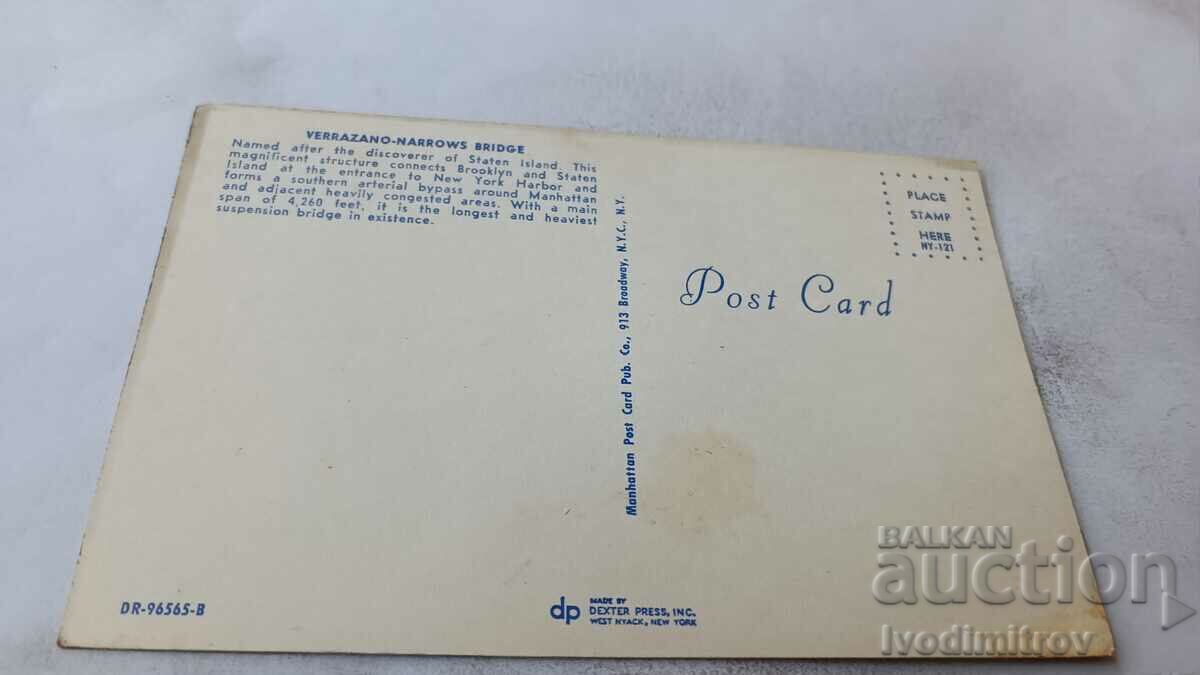 VERRAZANO-NARROWS BRIDGE
Named after the discoverer of Staten Island. This
magnificent structure connects Brooklyn and Staten
Island at the entrance to New York Harbor and
forms a southern arterial bypass around Manhattan
and adjacent heavily congested areas. With a main
span of 4,260 feet, it is the longest and heaviest
suspension bridge in existence.
Manhattan Post Card Pub. Co., 913 Broadway, N.Y.C., N.Y.
PLACE
STAMP
HERE
NY-121
Post Card
DR-96565-B
dp
MADE BY
DEXTER PRESS, INC.
WEST NYACK, NEW YORK
BALKAN
auction
Ivodimitrov